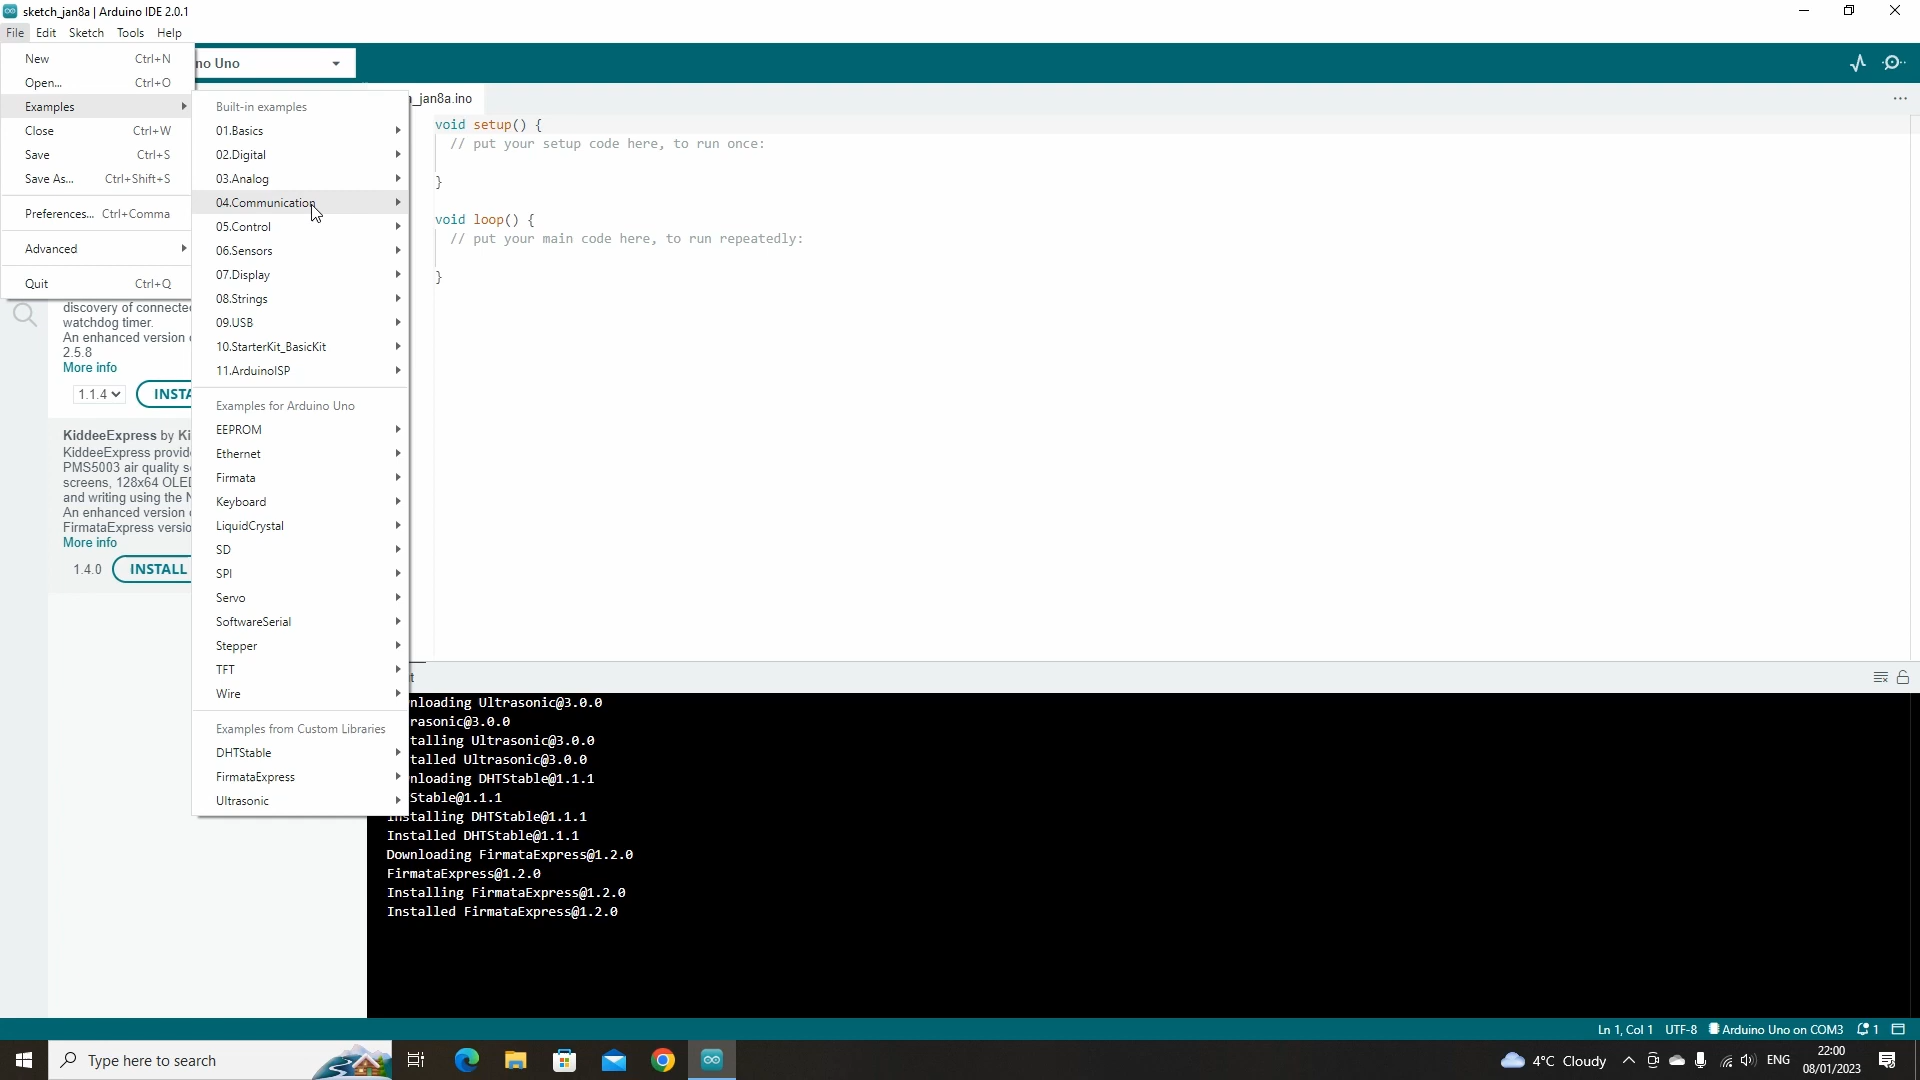 sketch_jan8a | Arduino IDE 2.0.1
File Edit Sketch Tools Help
New Ctrl+N
Open... Ctrl+O
Examples
Close Ctrl+W
Save Ctrl+S
Save As... Ctrl+Shift+S
Preferences... Ctrl+Comma
Advanced
Quit Ctrl+Q
no Uno
Built-in examples
01.Basics
02.Digital
03.Analog
04.Communication
05.Control
06.Sensors
07.Display
08.Strings
09.USB
10.StarterKit_BasicKit
11.ArduinoISP
Examples for Arduino Uno
EEPROM
Ethernet
Firmata
Keyboard
LiquidCrystal
SD
SPI
Servo
SoftwareSerial
Stepper
TFT
Wire
Examples from Custom Libraries
DHTStable
FirmataExpress
Ultrasonic
discovery of connecte
watchdog timer.
An enhanced version
2.5.8
More info
1.1.4 INSTA
KiddeeExpress by Ki
KiddeeExpress provid
PMS5003 air quality s
screens, 128x64 OLE
and writing using the
An enhanced version
FirmataExpress versio
More info
1.4.0 INSTALL
_jan8a.ino
void setup() {
// put your setup code here, to run once:
}
void loop() {
// put your main code here, to run repeatedly:
}
t
nloading Ultrasonic@3.0.0
rasonic@3.0.0
talling Ultrasonic@3.0.0
talled Ultrasonic@3.0.0
nloading DHTStable@1.1.1
Stable@1.1.1
Installing DHTStable@1.1.1
Installed DHTStable@1.1.1
Downloading FirmataExpress@1.2.0
FirmataExpress@1.2.0
Installing FirmataExpress@1.2.0
Installed FirmataExpress@1.2.0
Ln 1, Col 1 UTF-8 Arduino Uno on COM3 1
Type here to search
4°C Cloudy ENG
22:00
08/01/2023